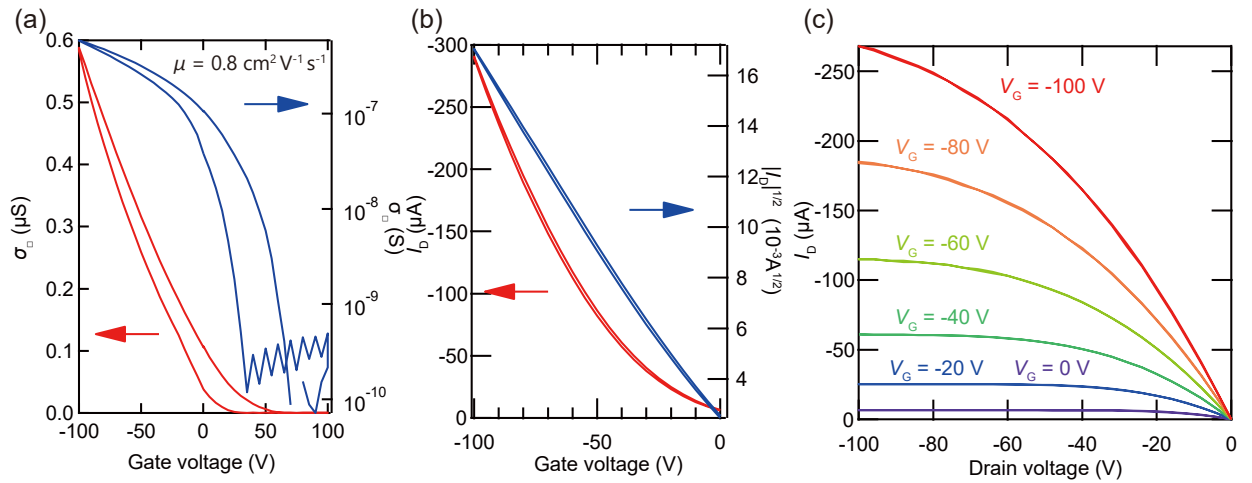 (a)
μ = 0.8 cm² V⁻¹ s⁻¹
0.6
0.5
0.4
0.3
0.2
0.1
0.0
σ□ (μS)
10⁻⁷
10⁻⁸
10⁻⁹
10⁻¹⁰
σ□ (S)
-100
-50
0
50
100
Gate voltage (V)
(b)
-300
-250
-200
-150
-100
-50
0
I_D (μA)
16
14
12
10
8
6
4
|I_D|^{1/2} (10⁻³A^{1/2})
-100
-50
0
Gate voltage (V)
(c)
-250
-200
-150
-100
-50
0
I_D (μA)
V_G = -100 V
V_G = -80 V
V_G = -60 V
V_G = -40 V
V_G = -20 V
V_G = 0 V
-100
-80
-60
-40
-20
0
Drain voltage (V)